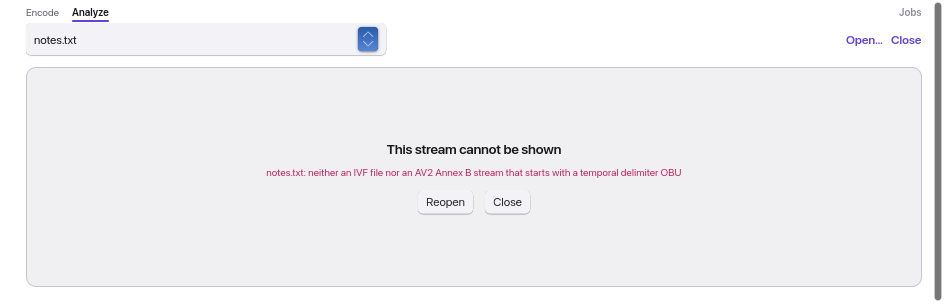 Encode Analyze Jobs
notes.txt Open... Close
This stream cannot be shown
notes.txt: neither an IVF file nor an AV2 Annex B stream that starts with a temporal delimiter OBU
Reopen Close